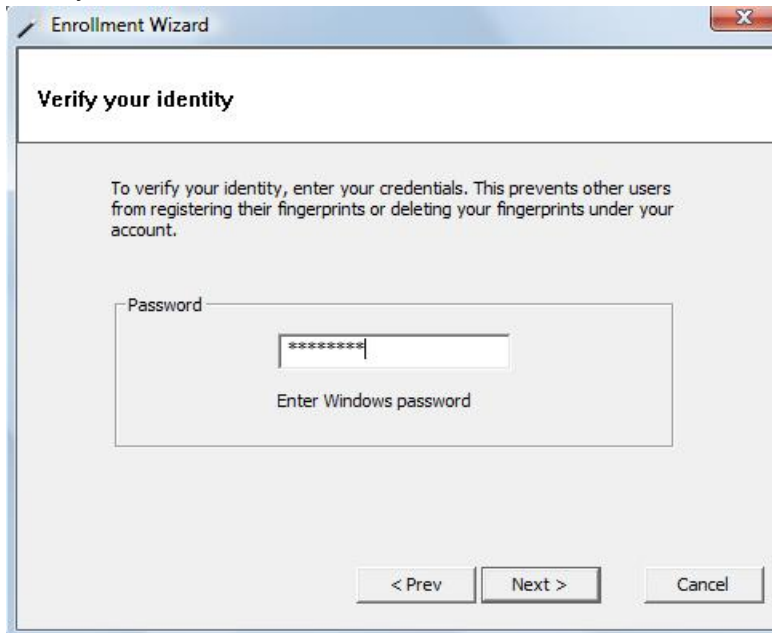 Enrollment Wizard
Verify your identity
To verify your identity, enter your credentials. This prevents other users
from registering their fingerprints or deleting your fingerprints under your
account.
Password
********
Enter Windows password
< Prev
Next >
Cancel